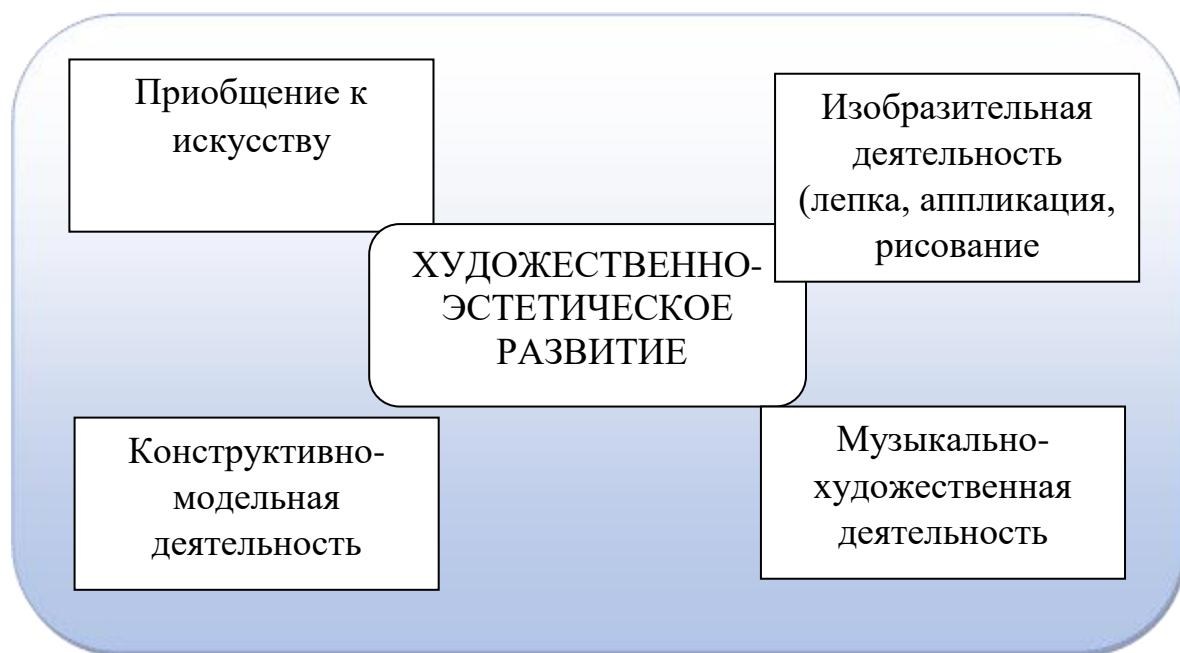 Приобщение к
искусству
Изобразительная
деятельность
(лепка, аппликация,
рисование
ХУДОЖЕСТВЕННО-
ЭСТЕТИЧЕСКОЕ
РАЗВИТИЕ
Конструктивно-
модельная
деятельность
Музыкально-
художественная
деятельность